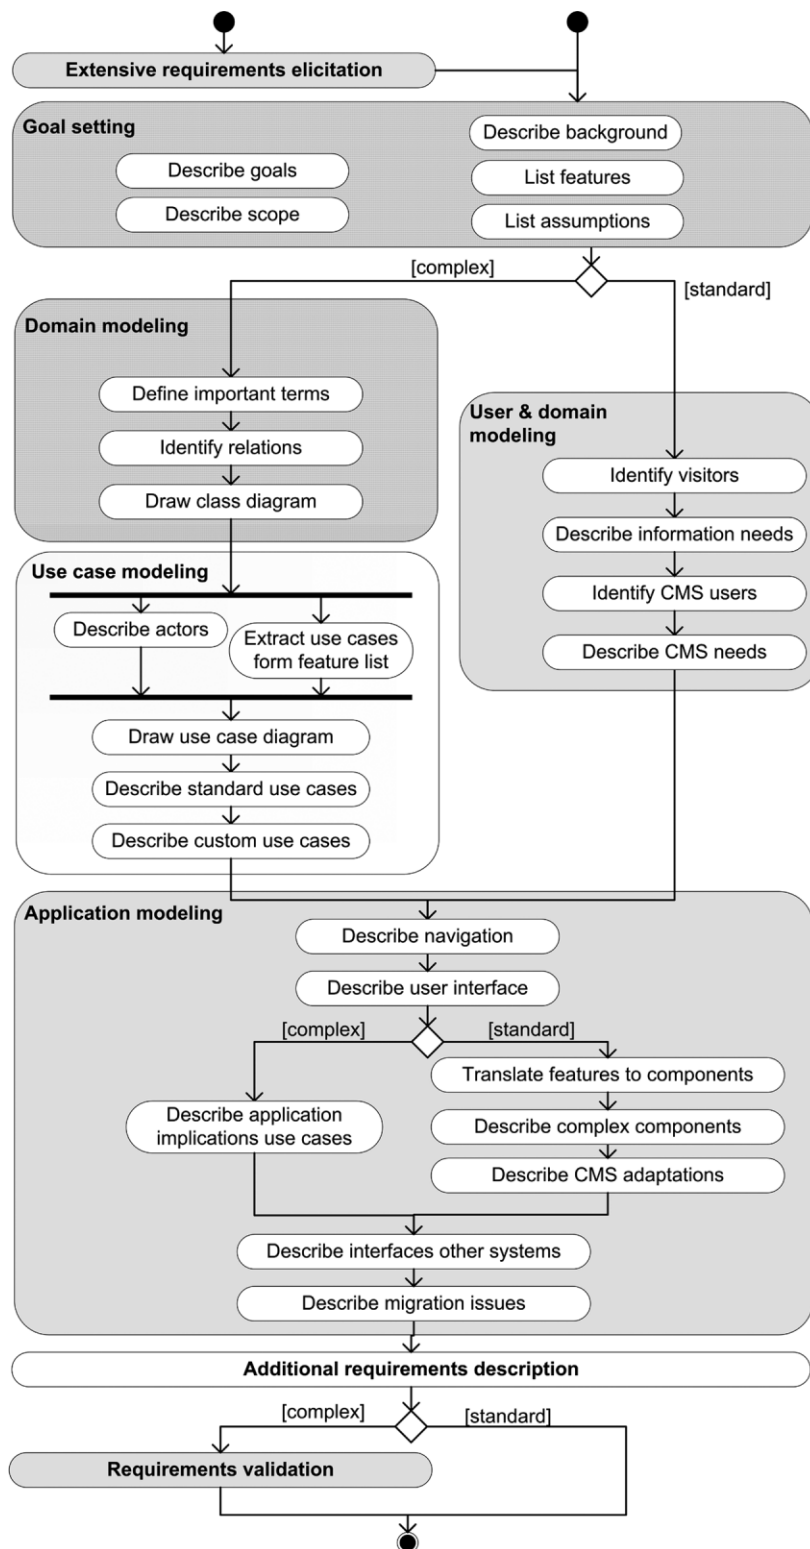 Extensive requirements elicitation
Goal setting
Describe background
Describe goals
List features
Describe scope
List assumptions
[complex]
[standard]
Domain modeling
Define important terms
Identify relations
Draw class diagram
User & domain
modeling
Identify visitors
Describe information needs
Identify CMS users
Describe CMS needs
Use case modeling
Describe actors
Extract use cases
form feature list
Draw use case diagram
Describe standard use cases
Describe custom use cases
Application modeling
Describe navigation
Describe user interface
[complex]
[standard]
Describe application
implications use cases
Translate features to components
Describe complex components
Describe CMS adaptations
Describe interfaces other systems
Describe migration issues
Additional requirements description
[complex]
[standard]
Requirements validation